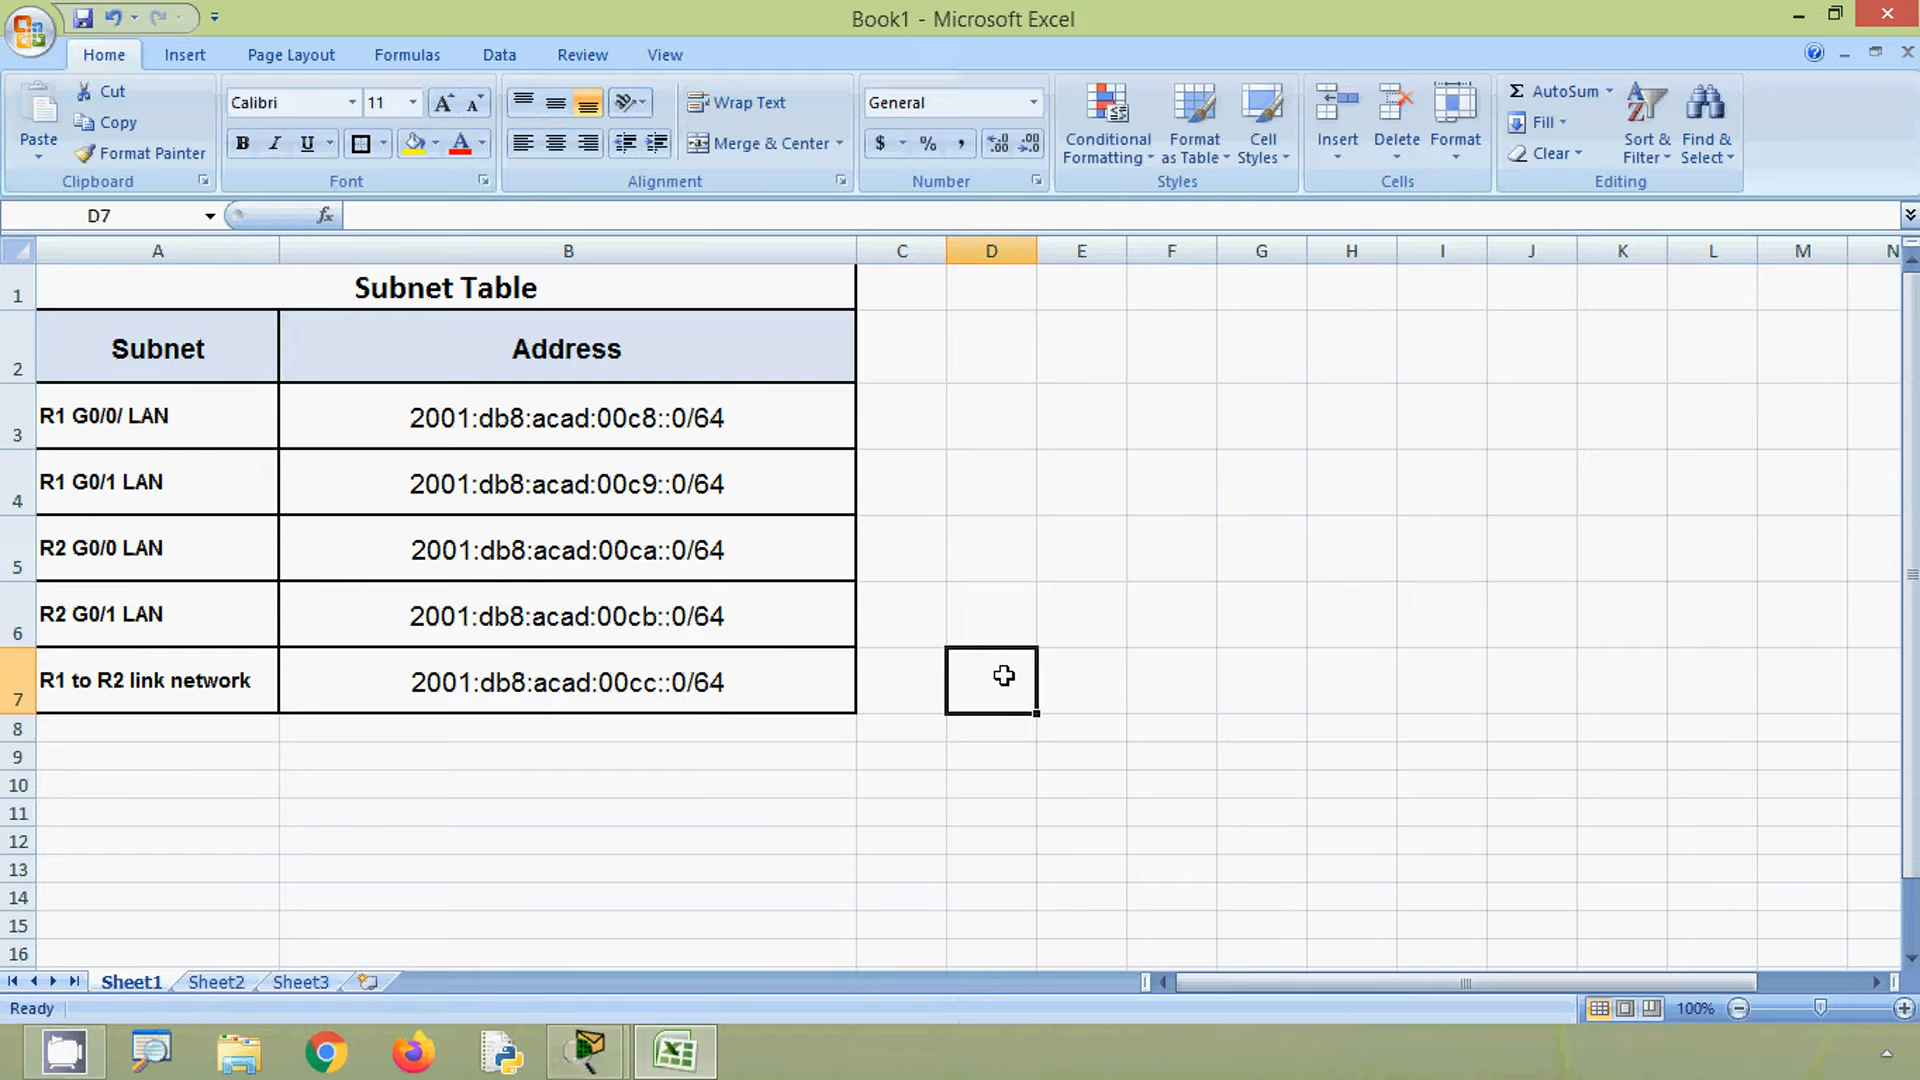 Book1 - Microsoft Excel
Home Insert Page Layout Formulas Data Review View
Paste
Cut
Copy
Format Painter
Clipboard
Calibri 11
B I U
Font
Wrap Text
Merge & Center
Alignment
General
$ % ,
Number
Conditional Formatting
Format as Table
Cell Styles
Styles
Insert Delete Format
Cells
Σ AutoSum
Fill
Clear
Sort & Filter
Find & Select
Editing
D7 fx
A B C D E F G H I J K L M N
1 Subnet Table
2 Subnet Address
3 R1 G0/0/ LAN 2001:db8:acad:00c8::0/64
4 R1 G0/1 LAN 2001:db8:acad:00c9::0/64
5 R2 G0/0 LAN 2001:db8:acad:00ca::0/64
6 R2 G0/1 LAN 2001:db8:acad:00cb::0/64
7 R1 to R2 link network 2001:db8:acad:00cc::0/64
8
9
10
11
12
13
14
15
16
Sheet1 Sheet2 Sheet3
Ready 100%